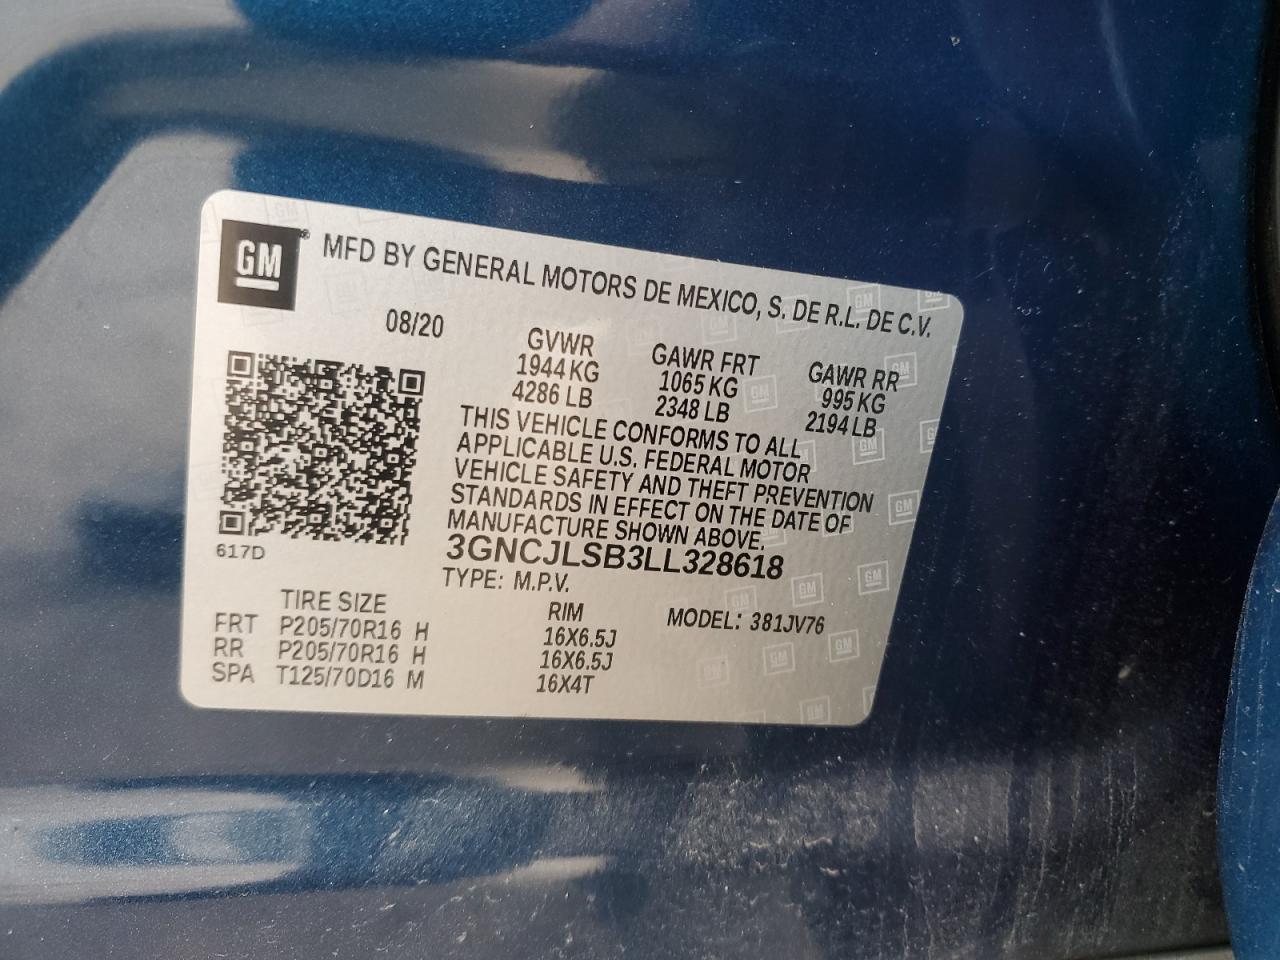 GM ® MFD BY GENERAL MOTORS DE MEXICO, S. DE R.L. DE C.V.
08/20
GVWR GAWR FRT GAWR RR
1944 KG 1065 KG 995 KG
4286 LB 2348 LB 2194 LB
THIS VEHICLE CONFORMS TO ALL
APPLICABLE U.S. FEDERAL MOTOR
VEHICLE SAFETY AND THEFT PREVENTION
STANDARDS IN EFFECT ON THE DATE OF
MANUFACTURE SHOWN ABOVE.
617D
3GNCJLSB3LL328618
TYPE: M.P.V.
TIRE SIZE RIM MODEL: 381JV76
FRT P205/70R16 H 16X6.5J
RR P205/70R16 H 16X6.5J
SPA T125/70D16 M 16X4T